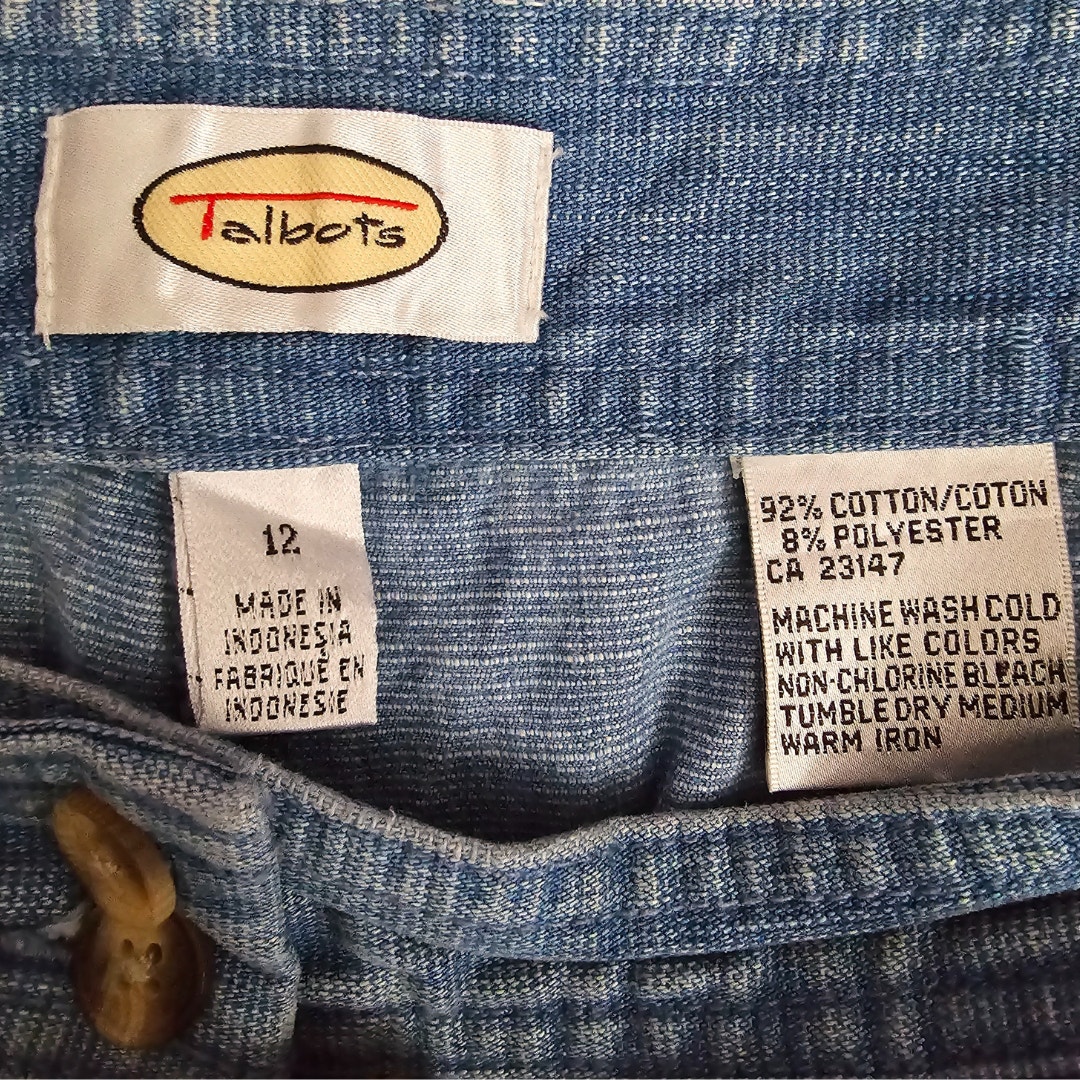 Talbots
12
MADE IN
INDONESIA
FABRIQUÉ EN
INDONESIE
92% COTTON/COTON
8% POLYESTER
CA 23147
MACHINE WASH COLD
WITH LIKE COLORS
NON-CHLORINE BLEACH
TUMBLE DRY MEDIUM
WARM IRON